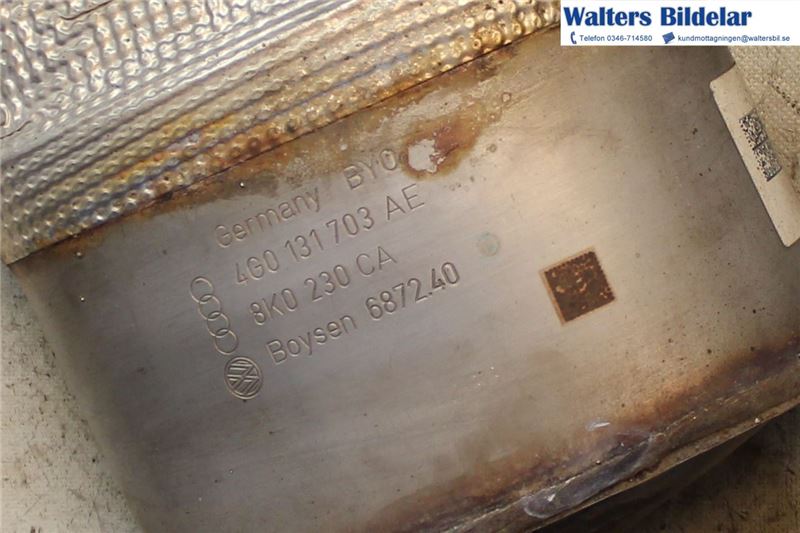 Walters Bildelar
Telefon 0346-714580 kundmottagningen@waltersbil.se
Germany BYO
4G0 131 703 AE
8K0 230 CA
Boysen 6872.40